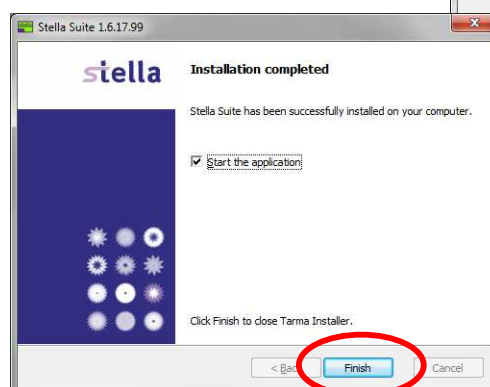 Stella Suite 1.6.17.99
stella
Installation completed
Stella Suite has been successfully installed on your computer.
Start the application
Click Finish to close Tarma Installer.
Finish
Cancel